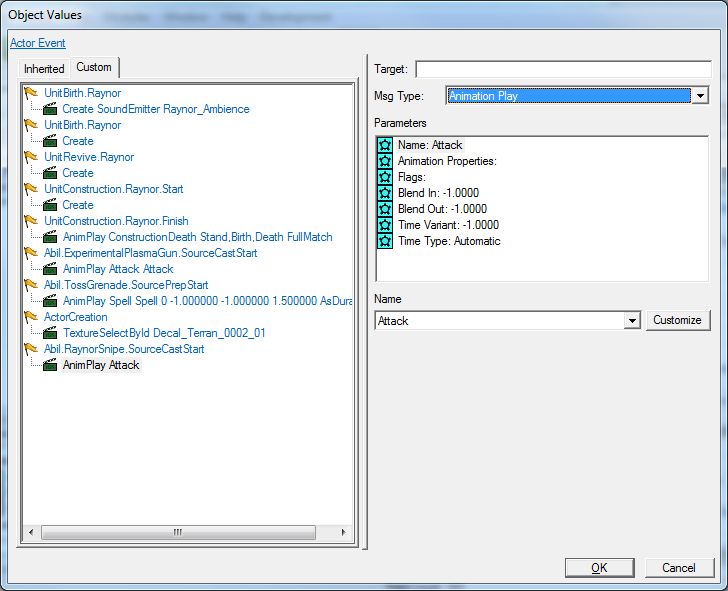 Object Values
Actor Event
Inherited
Custom
UnitBirth.Raynor
Create SoundEmitter Raynor_Ambience
UnitBirth.Raynor
Create
UnitRevive.Raynor
Create
UnitConstruction.Raynor.Start
Create
UnitConstruction.Raynor.Finish
AnimPlay ConstructionDeath Stand,Birth,Death FullMatch
Abil.ExperimentalPlasmaGun.SourceCastStart
AnimPlay Attack Attack
Abil.TossGrenade.SourcePrepStart
AnimPlay Spell Spell 0 -1.000000 -1.000000 1.500000 AsDura
ActorCreation
TextureSelectById Decal_Terran_0002_01
Abil.RaynorSnipe.SourceCastStart
AnimPlay Attack
Target:
Msg Type: Animation Play
Parameters
Name: Attack
Animation Properties:
Flags:
Blend In: -1.0000
Blend Out: -1.0000
Time Variant: -1.0000
Time Type: Automatic
Name
Attack
Customize
OK
Cancel